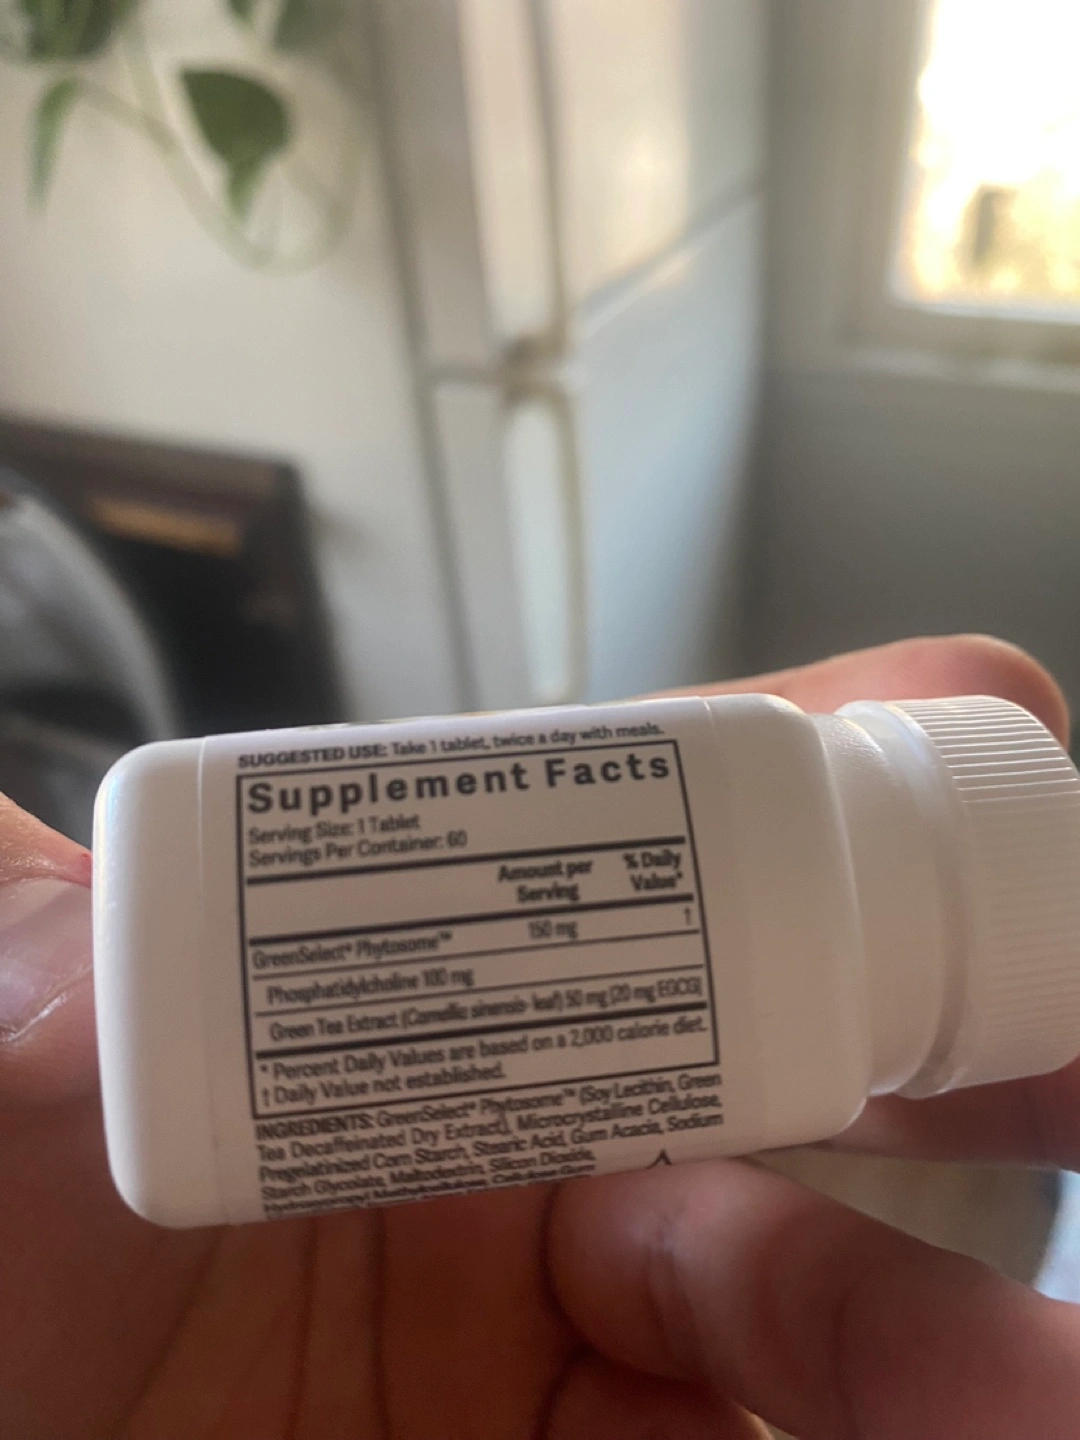 SUGGESTED USE: Take 1 tablet, twice a day with meals.
Supplement Facts
Serving Size: 1 Tablet
Servings Per Container: 60
Amount per Serving
% Daily Value*
GreenSelect® Phytosome™ 150 mg †
Phosphatidylcholine 100 mg
Green Tea Extract (Camellia sinensis leaf) 50 mg (20 mg EGCG)
* Percent Daily Values are based on a 2,000 calorie diet.
† Daily Value not established.
INGREDIENTS: GreenSelect® Phytosome™ (Soy Lecithin, Green
Tea Decaffeinated Dry Extract), Microcrystalline Cellulose,
Pregelatinized Corn Starch, Stearic Acid, Gum Acacia, Sodium
Starch Glycolate, Maltodextrin, Silicon Dioxide,
Hydroxypropyl Methylcellulose, Cellulose Gum